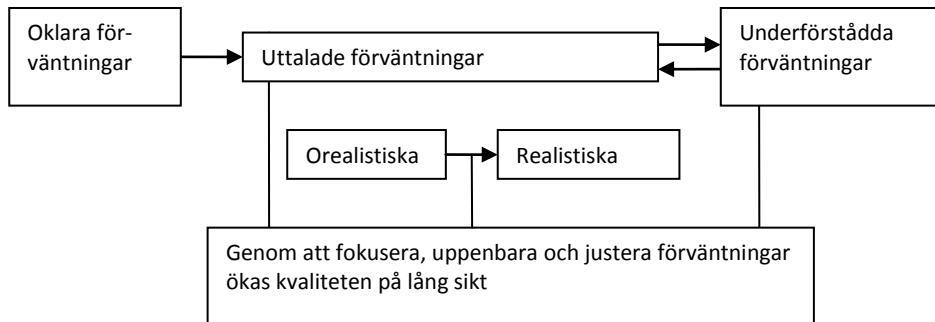 Oklara för-
väntningar
Uttalade förväntningar
Underförstådda
förväntningar
Orealistiska
Realistiska
Genom att fokusera, uppenbara och justera förväntningar
ökas kvaliteten på lång sikt